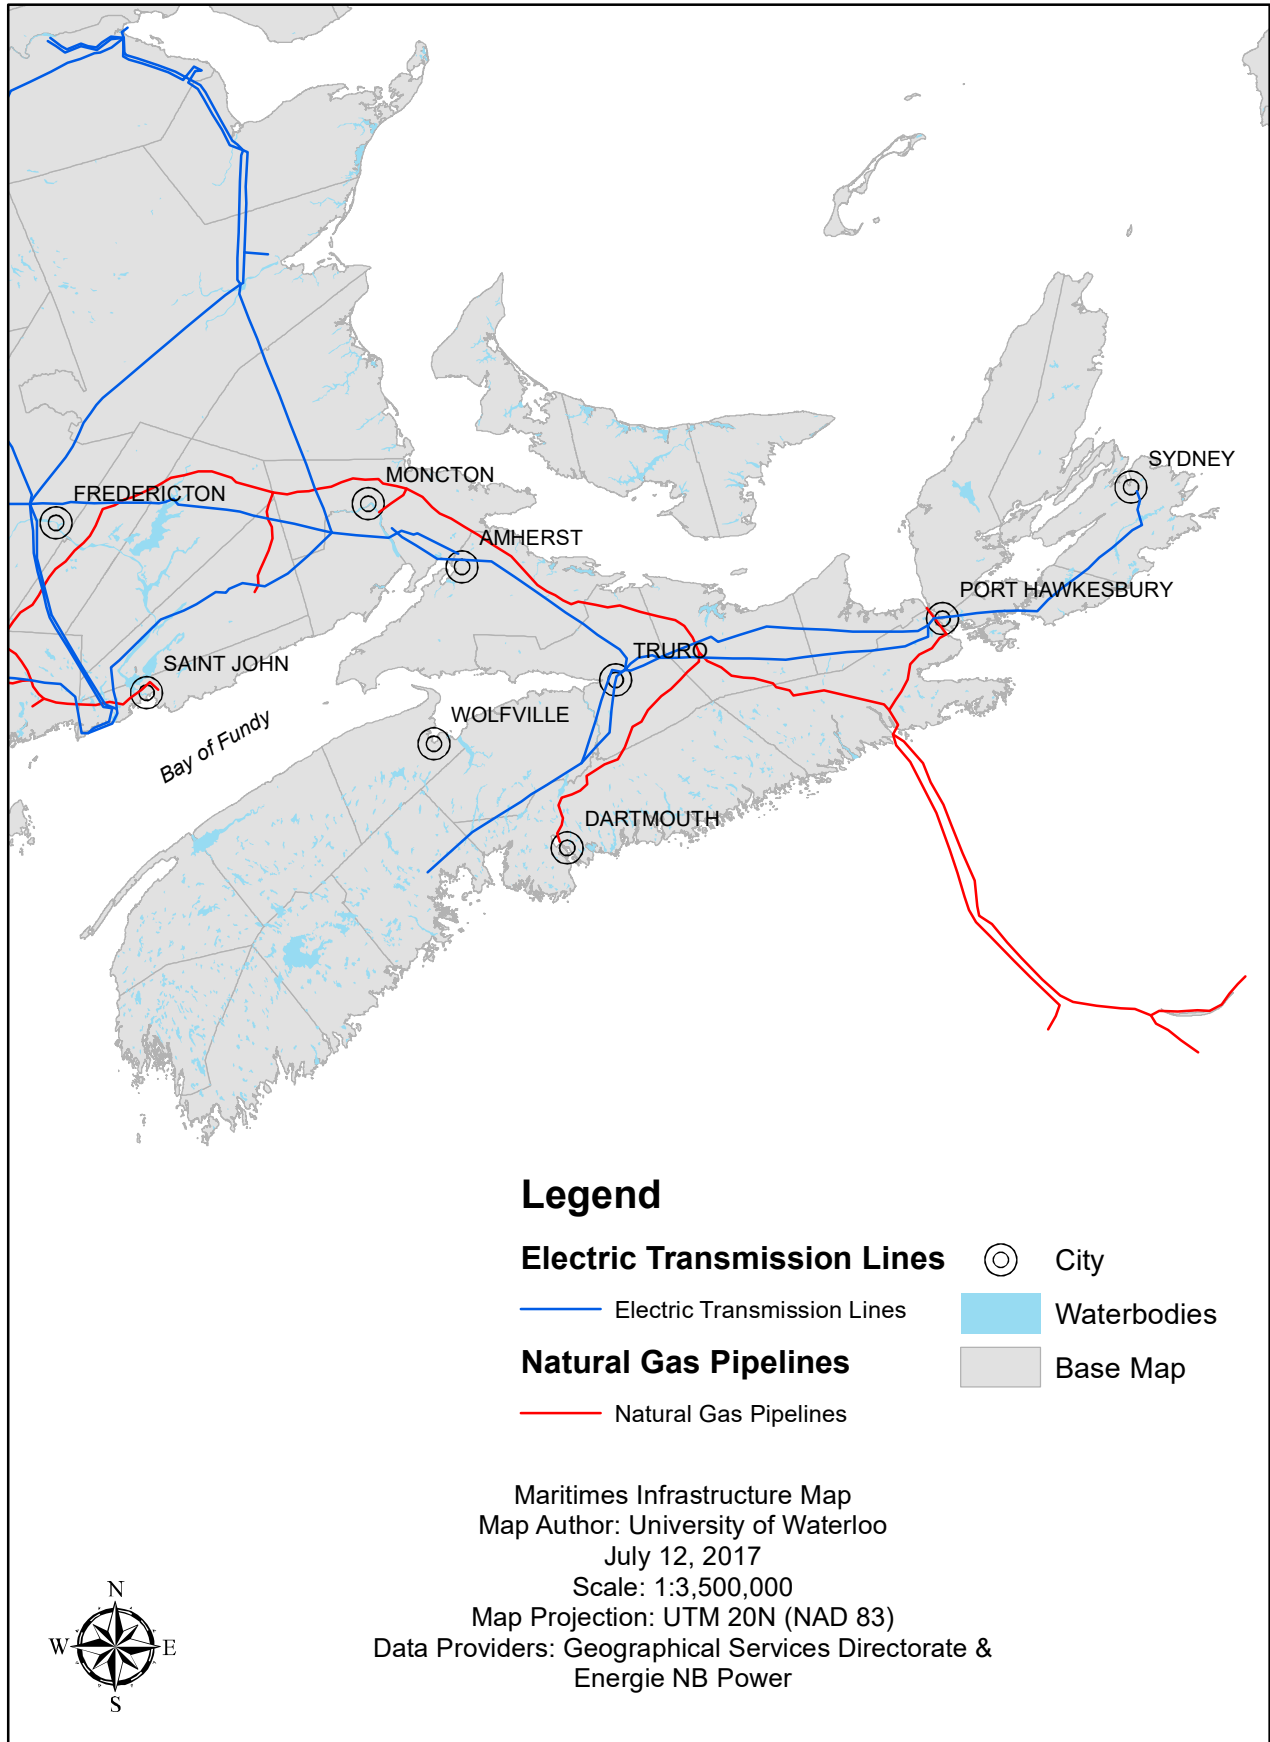 SYDNEY
MONCTON
FREDERICTON
AMHERST
PORT HAWKESBURY
TRURO
SAINT JOHN
WOLFVILLE
Bay of Fundy
DARTMOUTH
Legend
Electric Transmission Lines
Electric Transmission Lines
Natural Gas Pipelines
Natural Gas Pipelines
City
Waterbodies
Base Map
Maritimes Infrastructure Map
Map Author: University of Waterloo
July 12, 2017
Scale: 1:3,500,000
Map Projection: UTM 20N (NAD 83)
Data Providers: Geographical Services Directorate &
Energie NB Power
N
W E
S